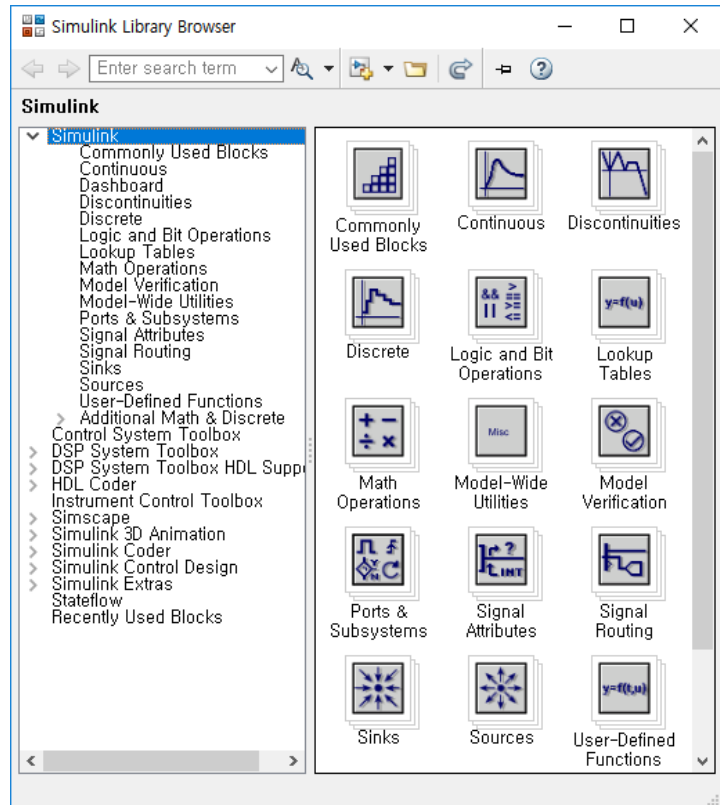 Simulink Library Browser
Enter search term
Simulink
Simulink
Commonly Used Blocks
Continuous
Dashboard
Discontinuities
Discrete
Logic and Bit Operations
Lookup Tables
Math Operations
Model Verification
Model-Wide Utilities
Ports & Subsystems
Signal Attributes
Signal Routing
Sinks
Sources
User-Defined Functions
Additional Math & Discrete
Control System Toolbox
DSP System Toolbox
DSP System Toolbox HDL Supp
HDL Coder
Instrument Control Toolbox
Simscape
Simulink 3D Animation
Simulink Coder
Simulink Control Design
Simulink Extras
Stateflow
Recently Used Blocks
Commonly
Used Blocks
Continuous
Discontinuities
Discrete
&& >
|| ==
>=
<=
Logic and Bit
Operations
y=f(u)
Lookup
Tables
+ −
÷ ×
Math
Operations
Misc
Model-Wide
Utilities
Model
Verification
Y
N
Ports &
Subsystems
?
INT
Signal
Attributes
Signal
Routing
Sinks
Sources
y=f(t,u)
User-Defined
Functions